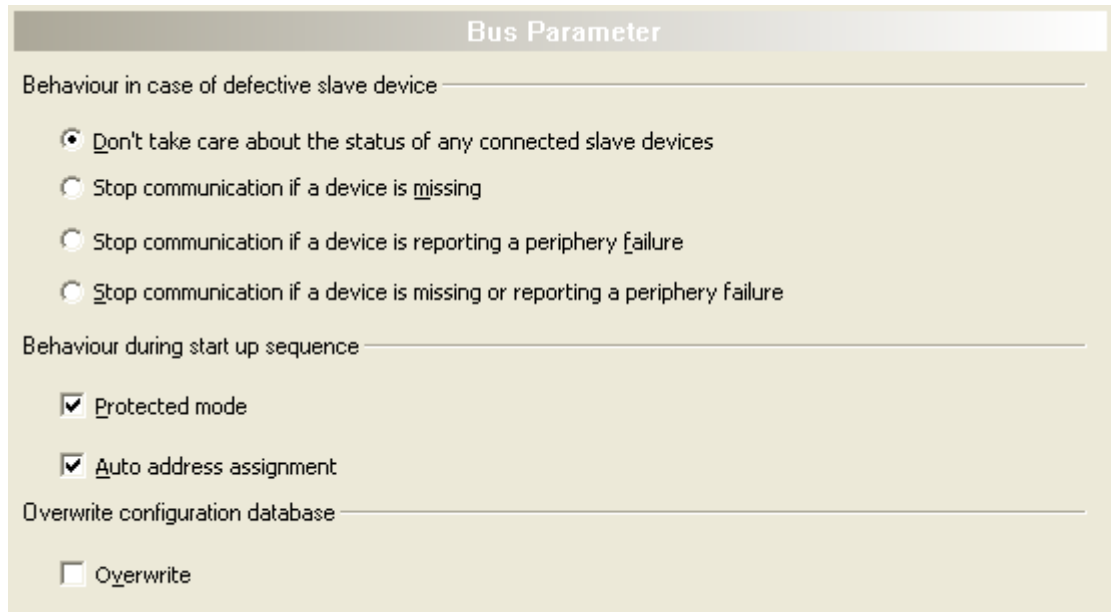 Bus Parameter
Behaviour in case of defective slave device
Don't take care about the status of any connected slave devices
Stop communication if a device is missing
Stop communication if a device is reporting a periphery failure
Stop communication if a device is missing or reporting a periphery failure
Behaviour during start up sequence
Protected mode
Auto address assignment
Overwrite configuration database
Overwrite